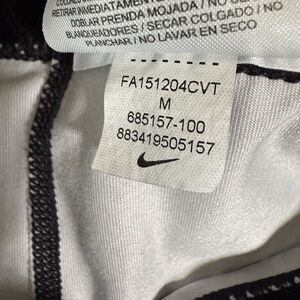 RETIRAR INMEDIATAMENTE
DOBLAR PRENDA MOJADA / NO US
BLANQUEADORES / SECAR COLGADO / NO
PLANCHAR / NO LAVAR EN SECO
FA151204CVT
M
685157-100
883419505157